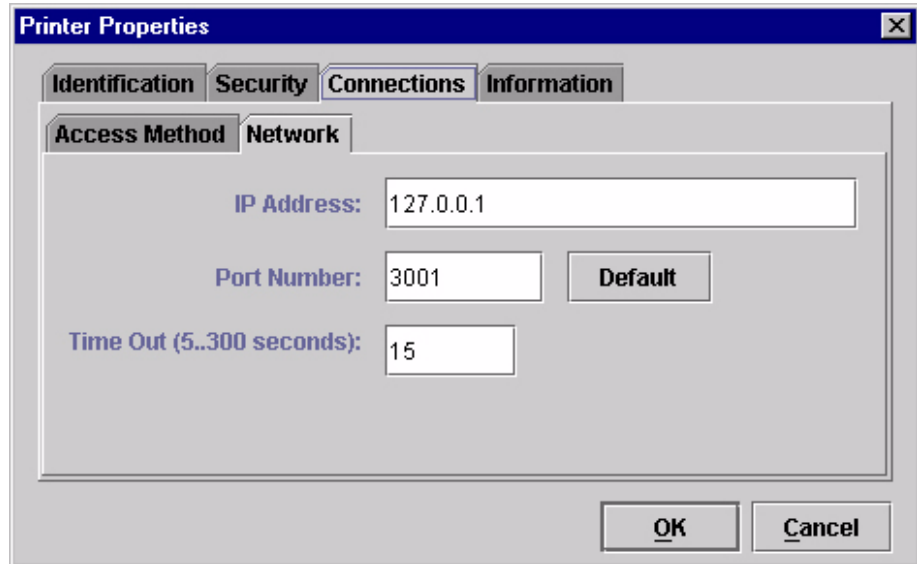 Printer Properties
Identification Security Connections Information
Access Method Network
IP Address: 127.0.0.1
Port Number: 3001 Default
Time Out (5..300 seconds): 15
OK Cancel